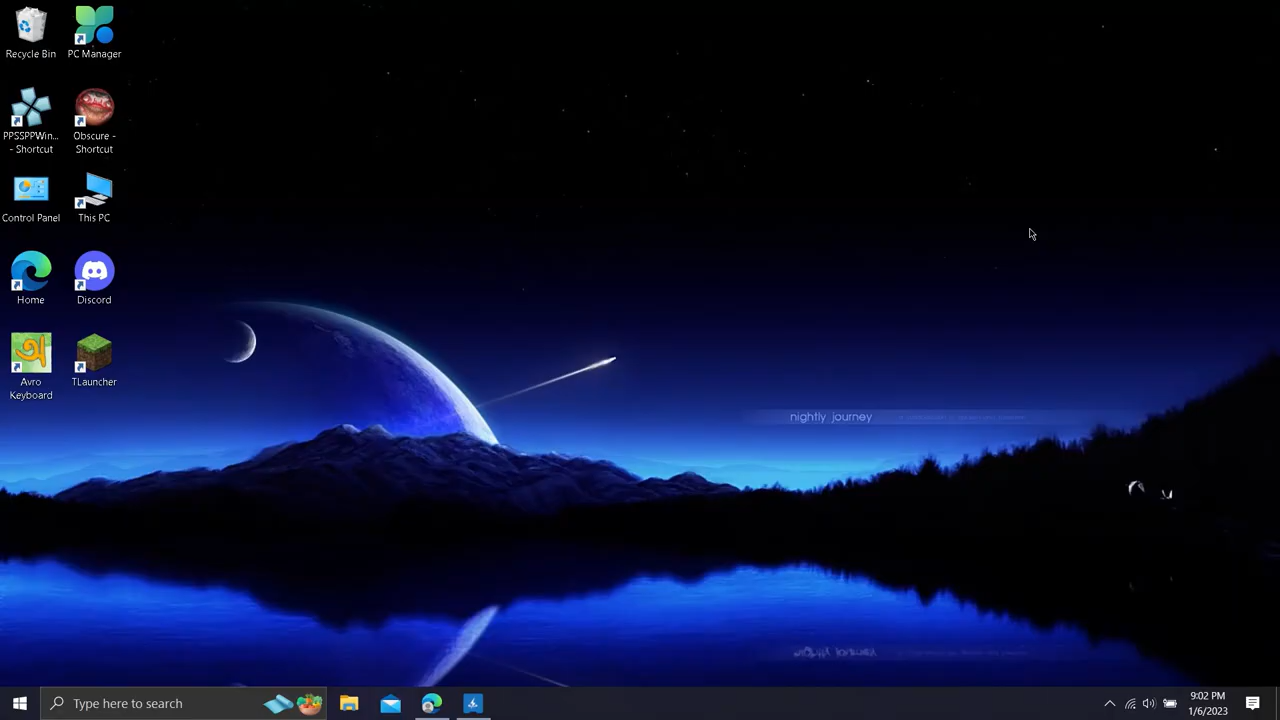 Recycle Bin
PC Manager
PPSSPPWin...
- Shortcut
Obscure -
Shortcut
Control Panel
This PC
Home
Discord
অ
Avro
Keyboard
TLauncher
nightly journey
Type here to search
9:02 PM
1/6/2023